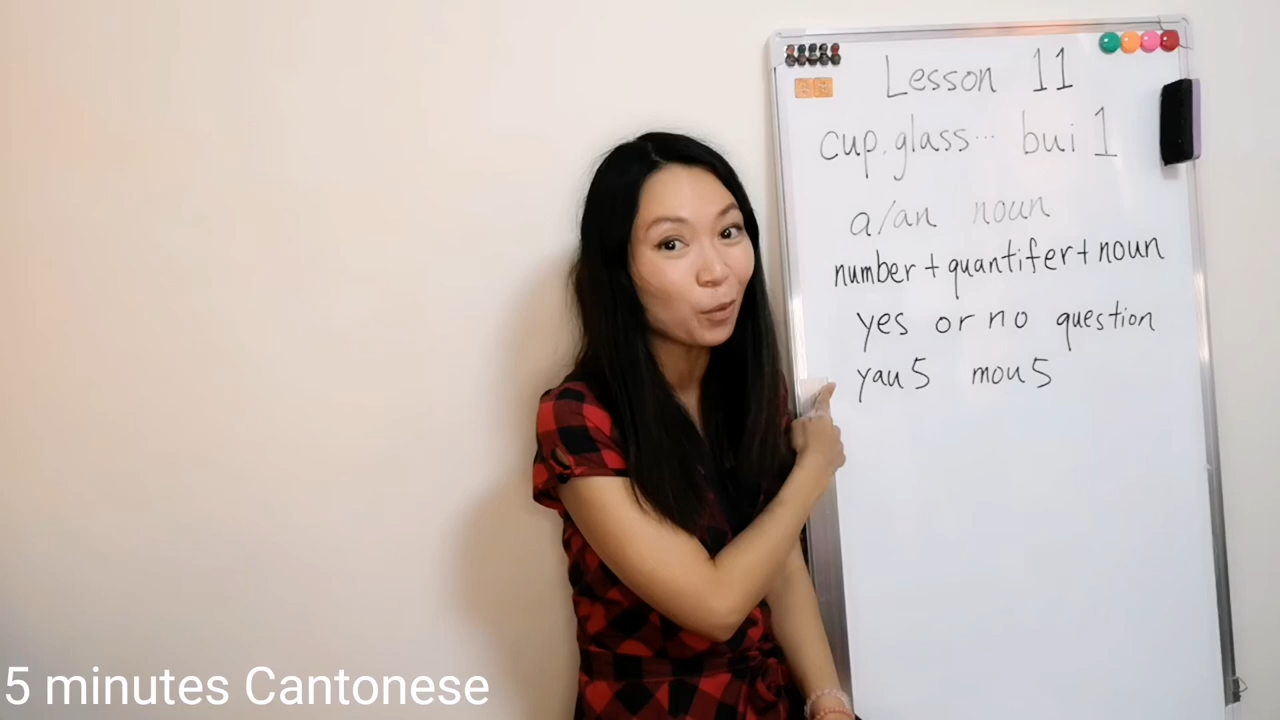 Lesson 11
cup.glass... bui 1
a/an noun
number+quantifer+noun
yes or no question
yau5 mou5
5 minutes Cantonese